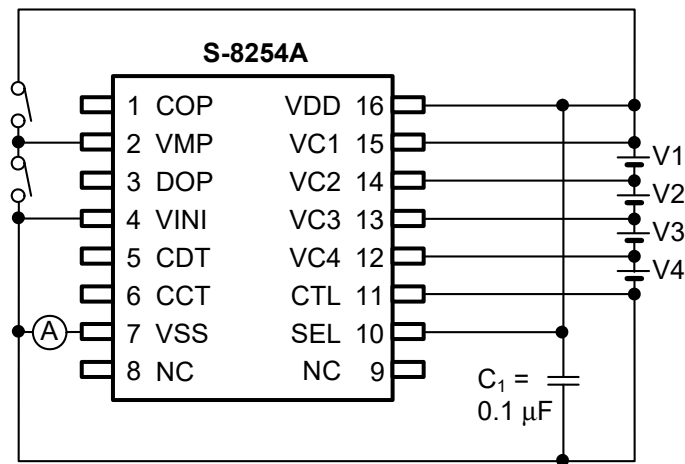 S-8254A
1 COP VDD 16
2 VMP VC1 15
3 DOP VC2 14
4 VINI VC3 13
5 CDT VC4 12
6 CCT CTL 11
7 VSS SEL 10
8 NC NC 9
A
V1
V2
V3
V4
C₁ =
0.1 µF